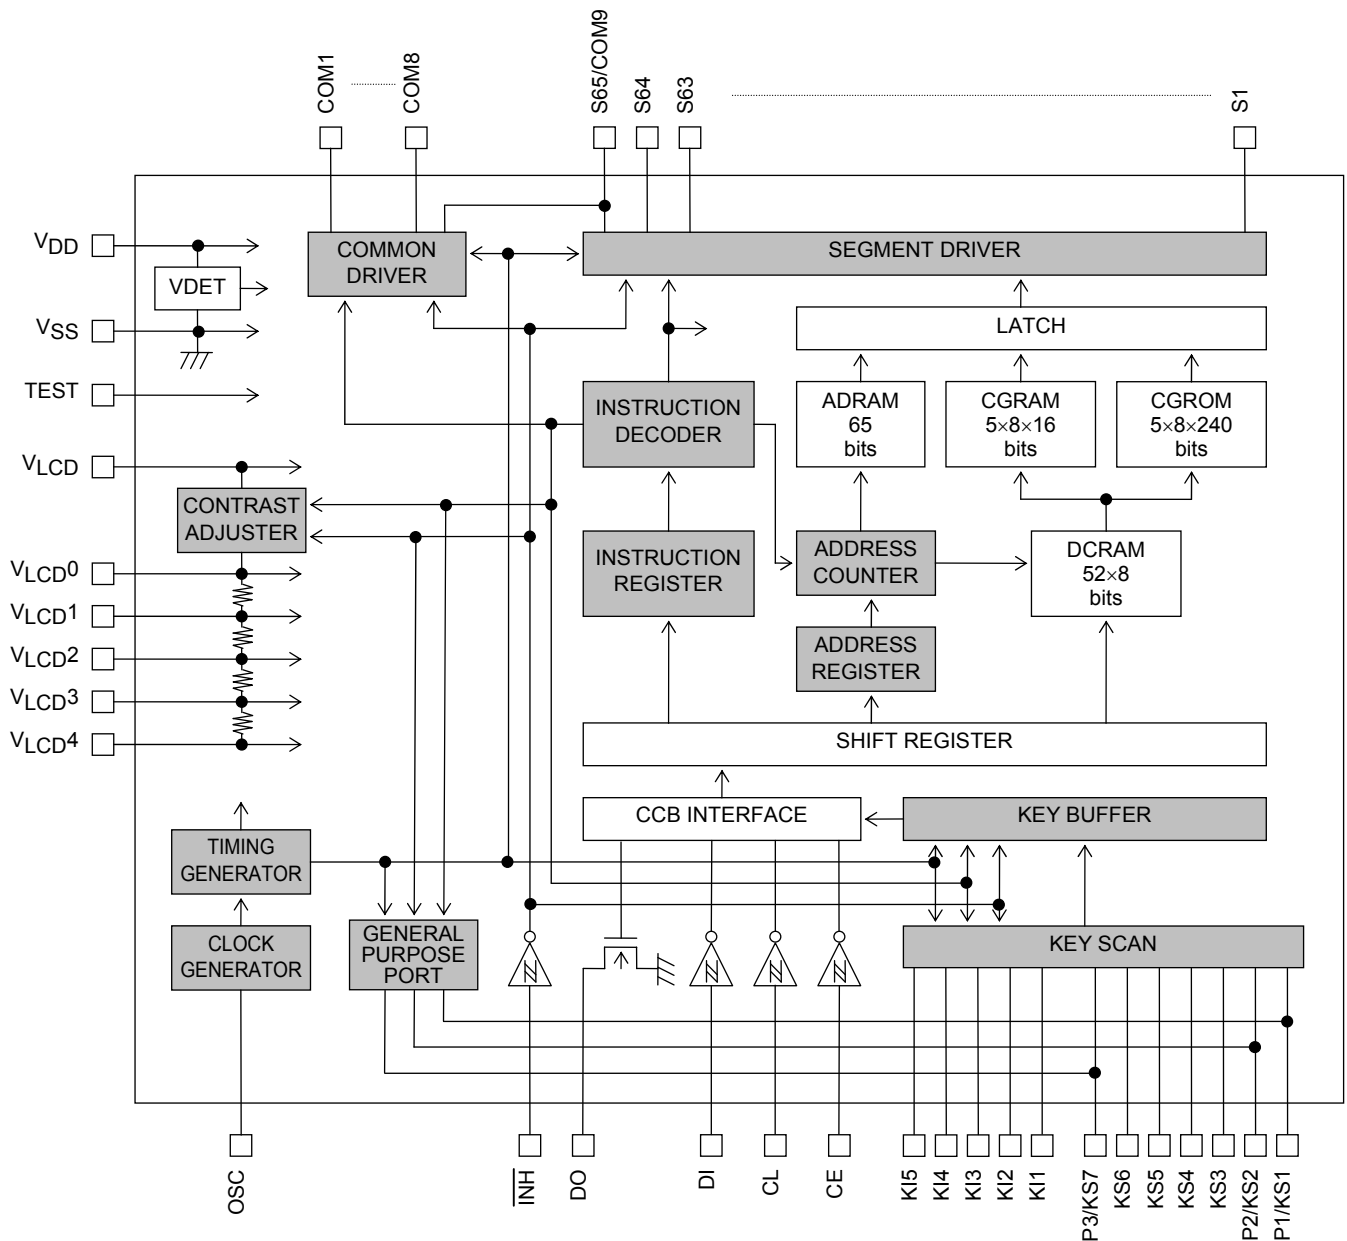 COM1
COM8
S65/COM9
S64
S63
S1
VDD
COMMON
DRIVER
SEGMENT DRIVER
VDET
VSS
LATCH
TEST
INSTRUCTION
DECODER
ADRAM
65
bits
CGRAM
5×8×16
bits
CGROM
5×8×240
bits
VLCD
CONTRAST
ADJUSTER
INSTRUCTION
REGISTER
ADDRESS
COUNTER
DCRAM
52×8
bits
VLCD0
VLCD1
VLCD2
VLCD3
VLCD4
ADDRESS
REGISTER
SHIFT REGISTER
CCB INTERFACE
KEY BUFFER
TIMING
GENERATOR
CLOCK
GENERATOR
GENERAL
PURPOSE
PORT
KEY SCAN
OSC
INH
DO
DI
CL
CE
KI5
KI4
KI3
KI2
KI1
P3/KS7
KS6
KS5
KS4
KS3
P2/KS2
P1/KS1